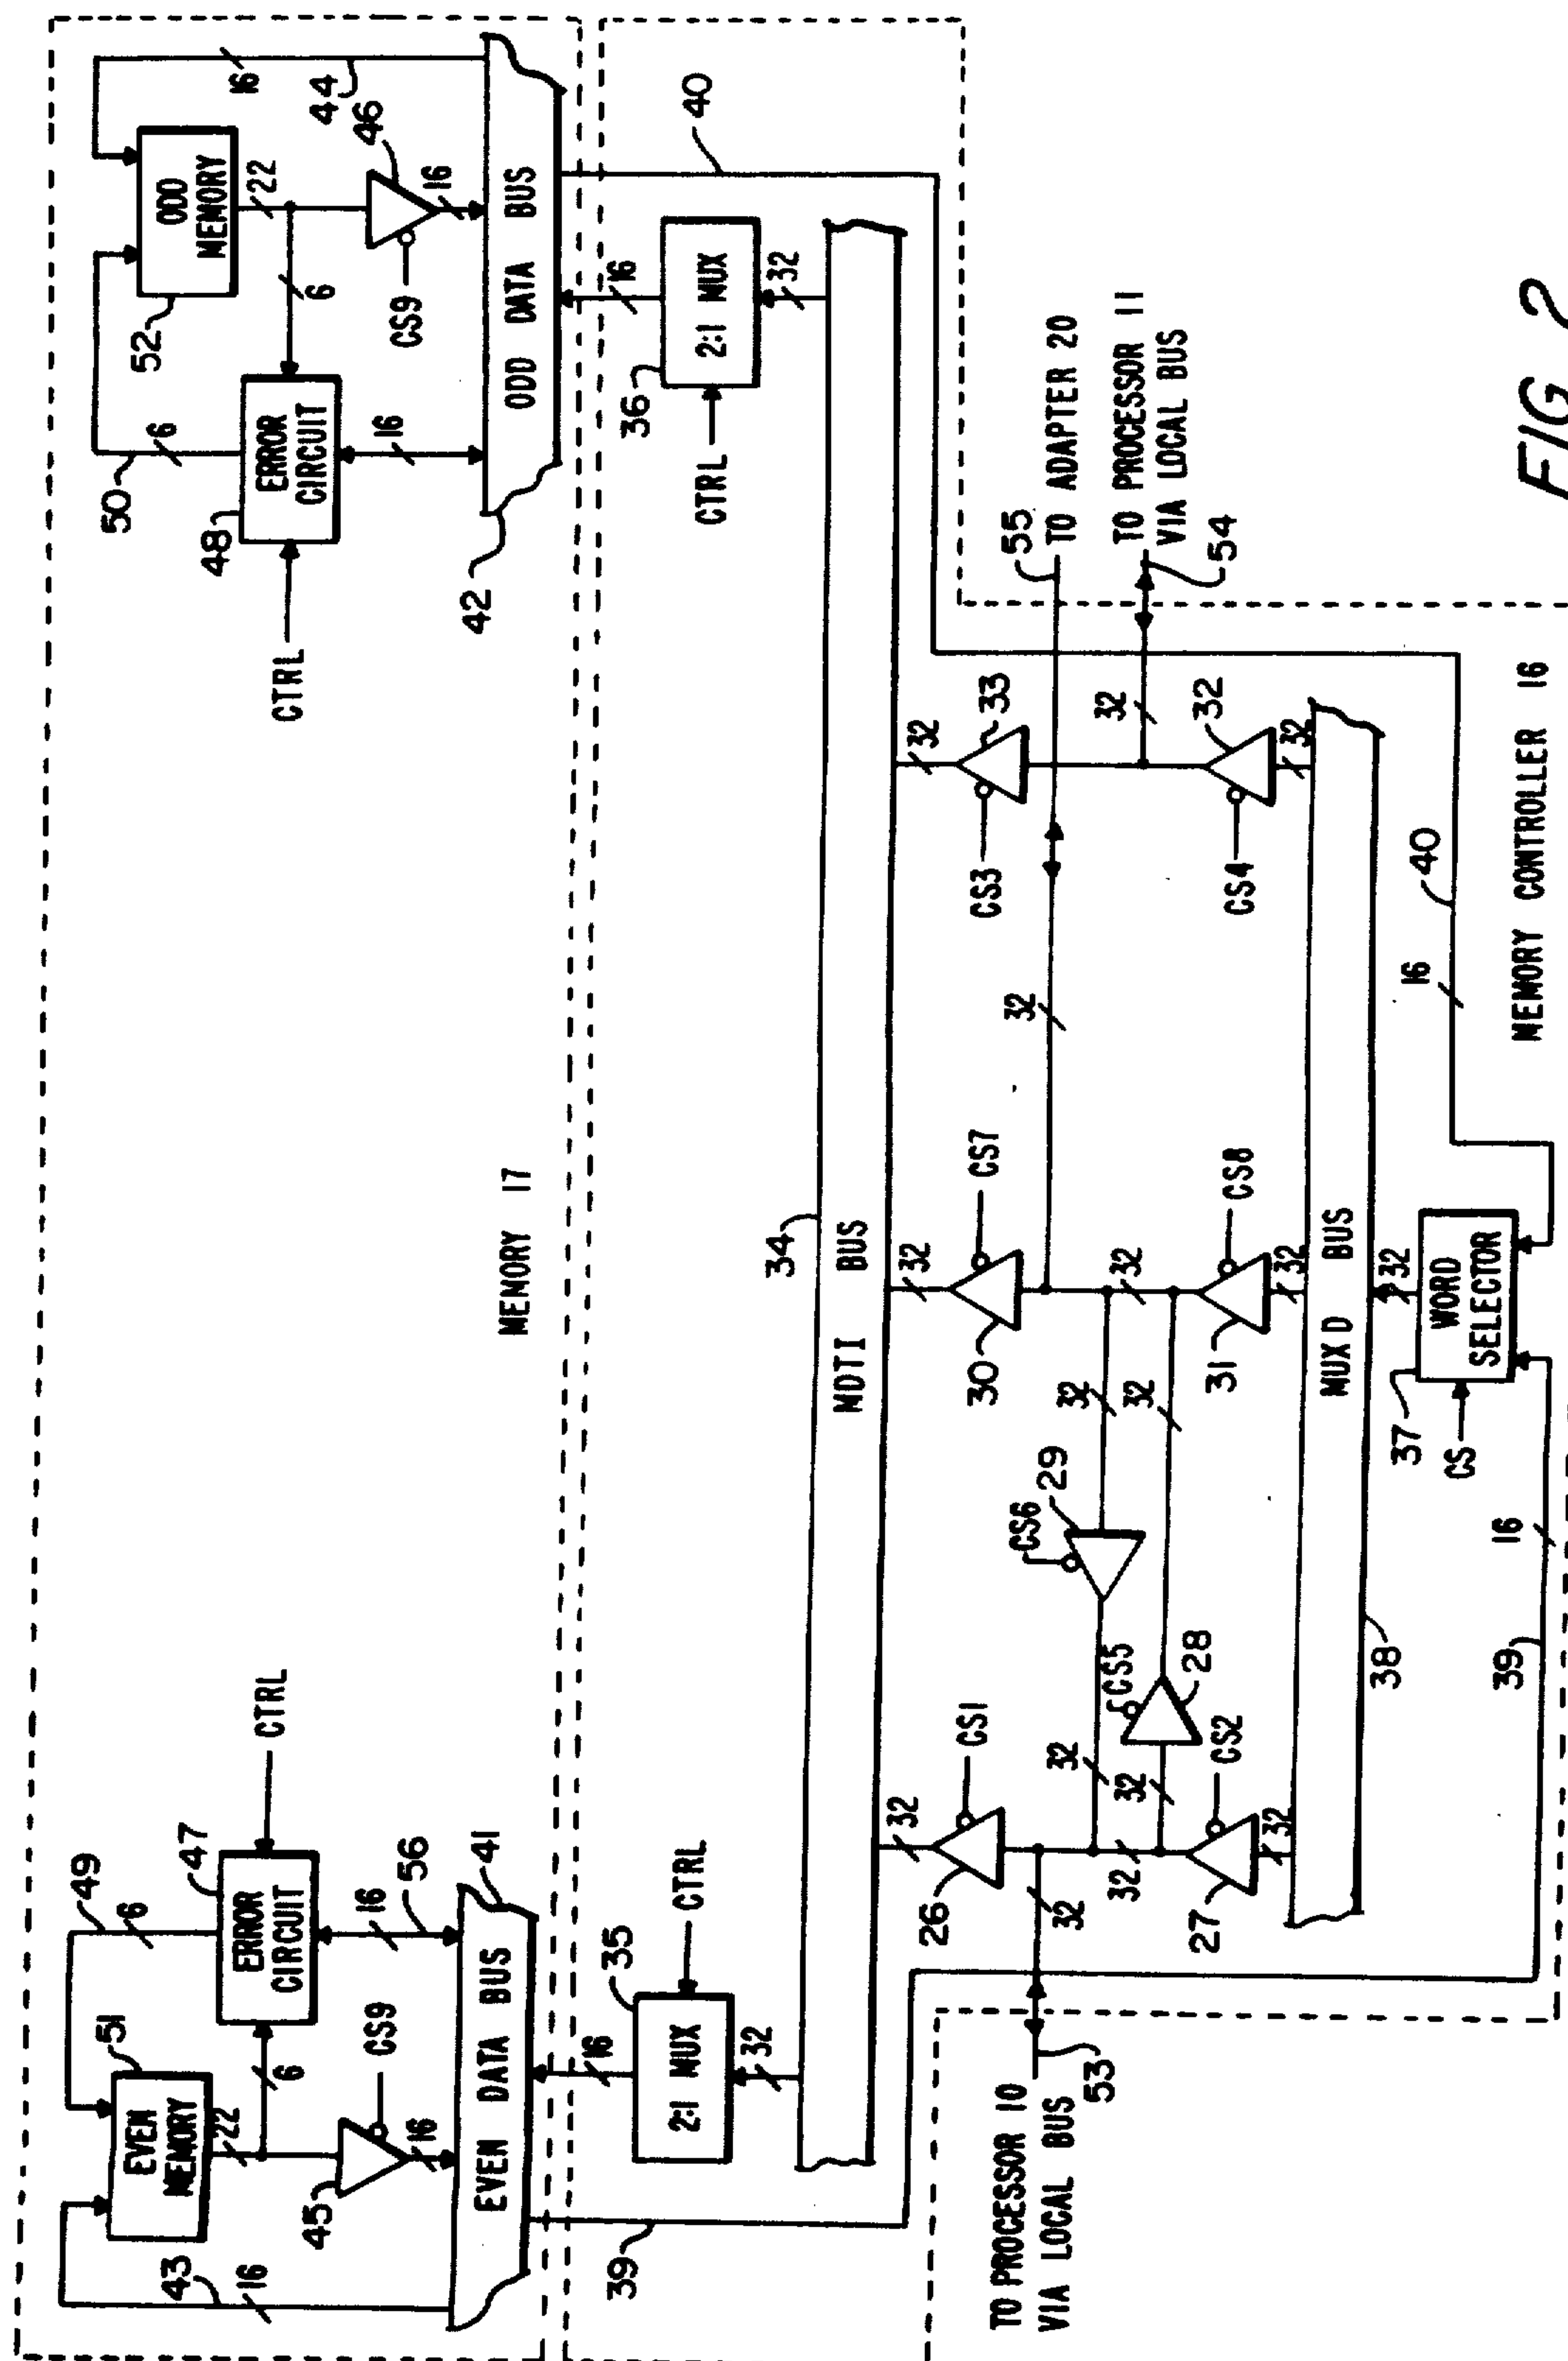 49
6
51
EVEN
MEMORY
47
ERROR
CIRCUIT
CTRL
43
16
22
6
45
CS9
16
16
56
41
EVEN DATA BUS
MEMORY 17
50
6
52
ODD
MEMORY
16
44
48
ERROR
CIRCUIT
CTRL
22
6
46
CS9
16
16
42
ODD DATA BUS
39
16
35
2:1 MUX
CTRL
32
16
36
2:1 MUX
CTRL
32
40
34
MDTI BUS
32
26
CS1
32
30
CS7
32
33
CS3
TO PROCESSOR 10
VIA LOCAL BUS
53
32
32
CS6
29
32
32
55
TO ADAPTER 20
32
32
CS5
28
32
32
32
54
TO PROCESSOR 11
VIA LOCAL BUS
27
CS2
32
31
CS8
32
32
CS4
32
MUX D BUS
38
32
37
WORD
SELECTOR
CS
39
16
16
40
MEMORY CONTROLLER 16
FIG 2